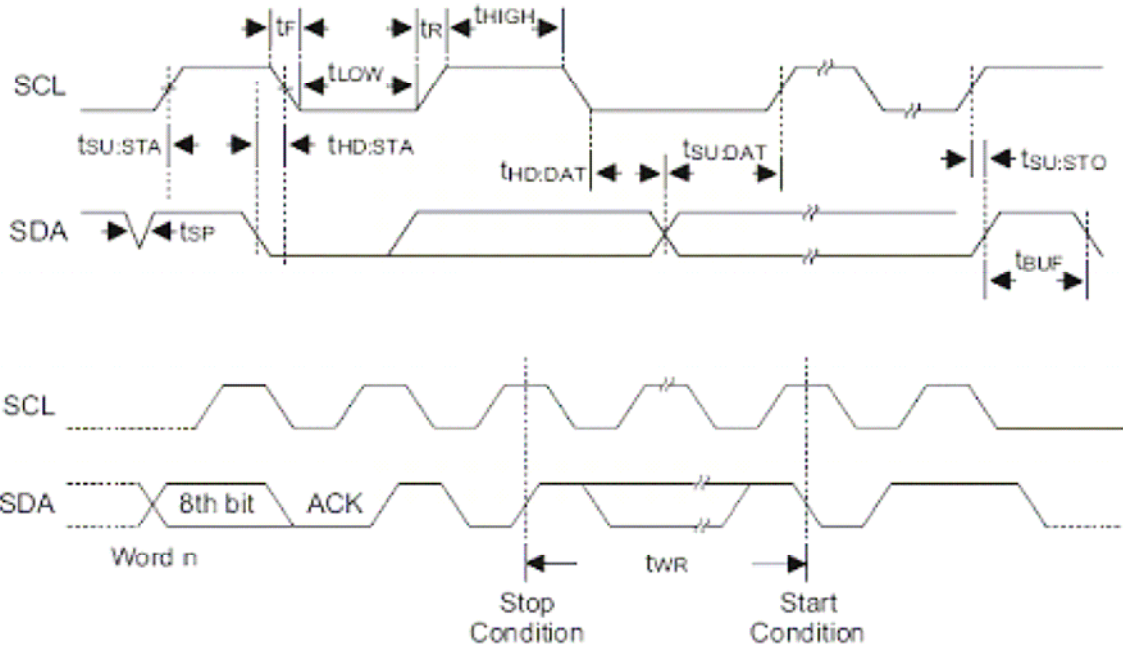 tF tR tHIGH
SCL tLOW
tSU:STA tHD:STA tHD:DAT tSU:DAT tSU:STO
SDA tSP tBUF
SCL
SDA 8th bit ACK
Word n tWR
Stop Condition
Start Condition